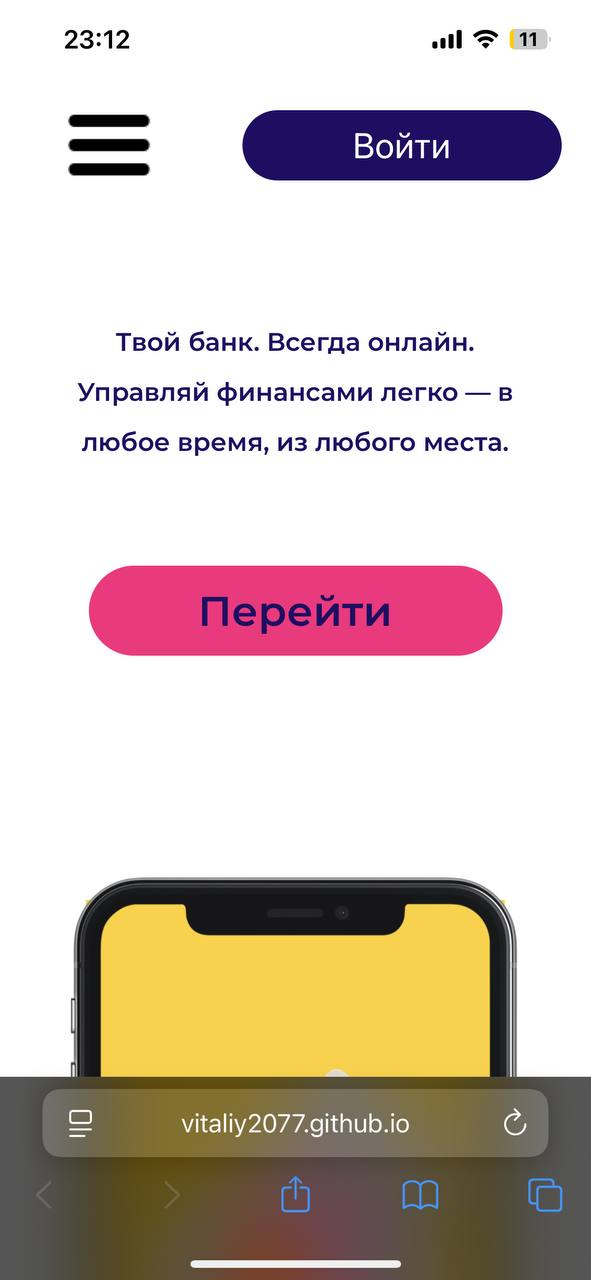 23:12
11
Войти
Твой банк. Всегда онлайн.
Управляй финансами легко — в
любое время, из любого места.
Перейти
vitaliy2077.github.io